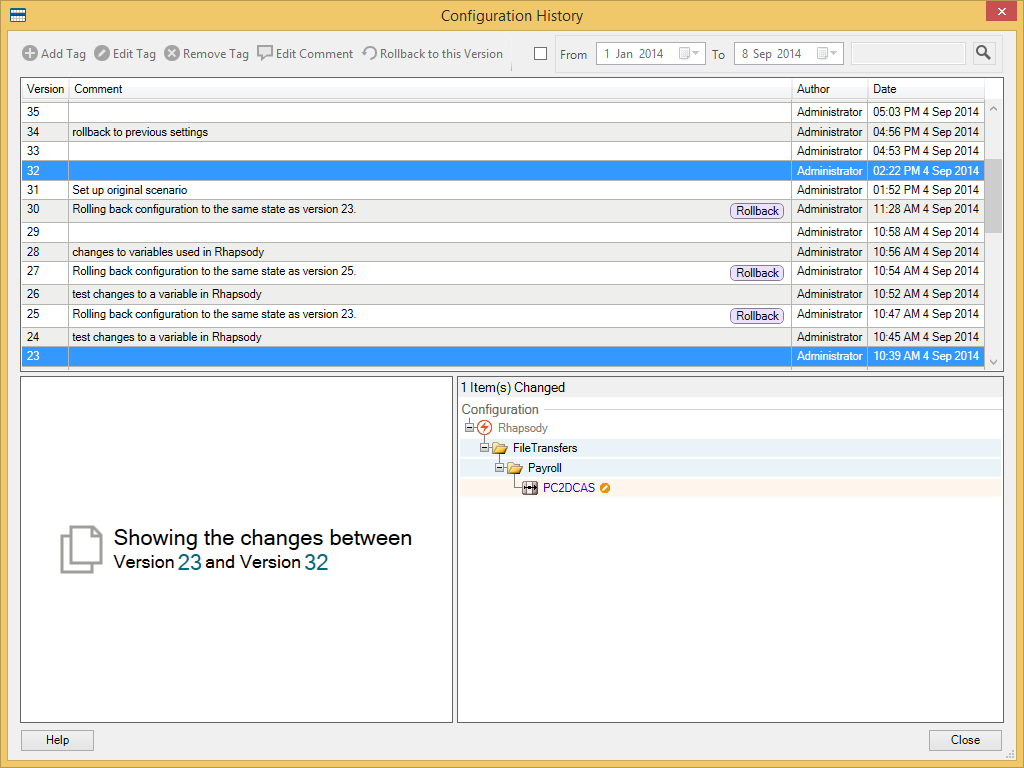 Configuration History
Add Tag Edit Tag Remove Tag Edit Comment Rollback to this Version From 1 Jan 2014 To 8 Sep 2014
Version Comment Author Date
35 Administrator 05:03 PM 4 Sep 2014
34 rollback to previous settings Administrator 04:56 PM 4 Sep 2014
33 Administrator 04:53 PM 4 Sep 2014
32 Administrator 02:22 PM 4 Sep 2014
31 Set up original scenario Administrator 01:52 PM 4 Sep 2014
30 Rolling back configuration to the same state as version 23. Rollback Administrator 11:28 AM 4 Sep 2014
29 Administrator 10:58 AM 4 Sep 2014
28 changes to variables used in Rhapsody Administrator 10:56 AM 4 Sep 2014
27 Rolling back configuration to the same state as version 25. Rollback Administrator 10:54 AM 4 Sep 2014
26 test changes to a variable in Rhapsody Administrator 10:52 AM 4 Sep 2014
25 Rolling back configuration to the same state as version 23. Rollback Administrator 10:47 AM 4 Sep 2014
24 test changes to a variable in Rhapsody Administrator 10:45 AM 4 Sep 2014
23 Administrator 10:39 AM 4 Sep 2014
Showing the changes between
Version 23 and Version 32
1 Item(s) Changed
Configuration
Rhapsody
FileTransfers
Payroll
PC2DCAS
Help Close